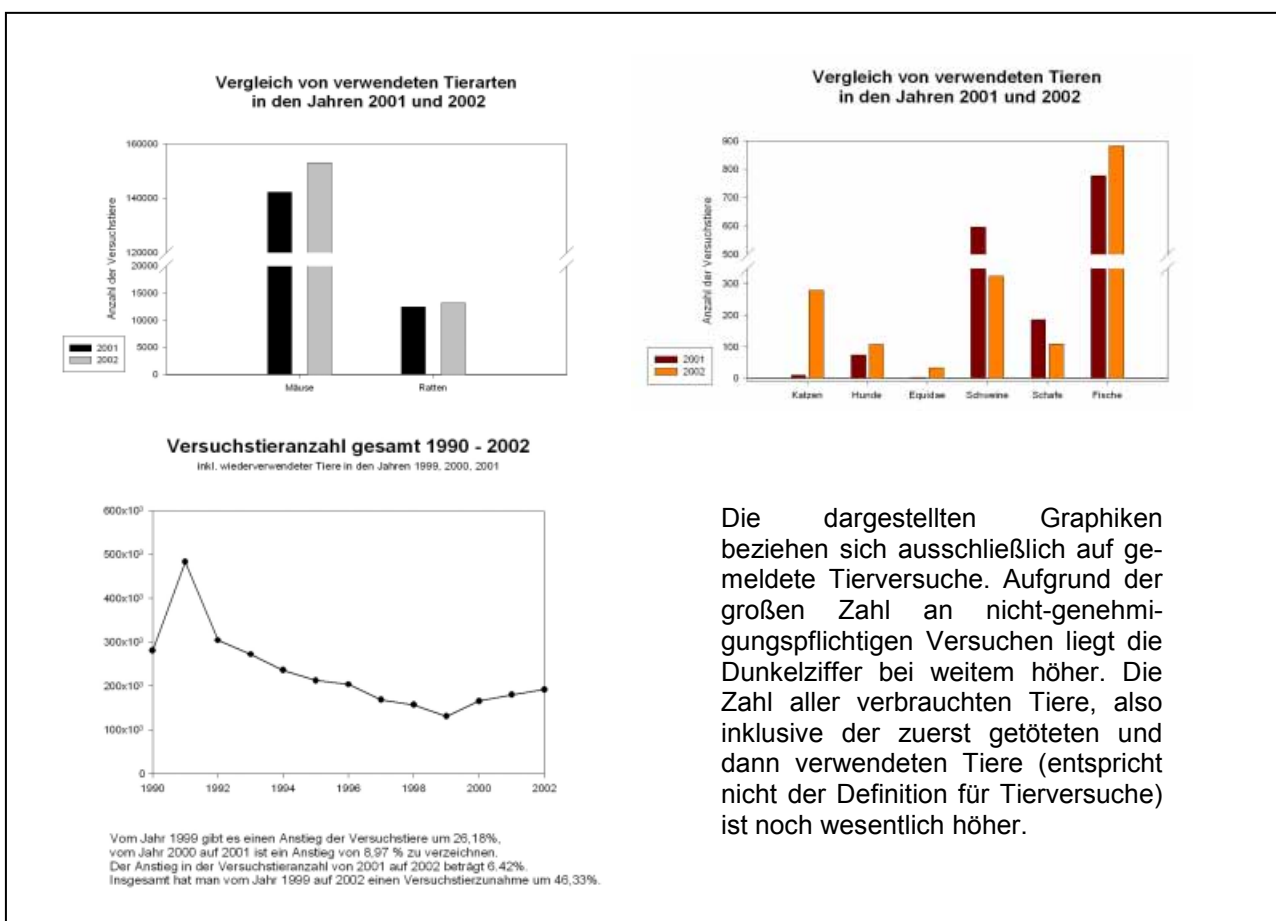 Vergleich von verwendeten Tierarten
in den Jahren 2001 und 2002
Anzahl der Versuchstiere
160000
140000
120000
20000
15000
10000
5000
0
2001
2002
Mäuse
Ratten
Vergleich von verwendeten Tieren
in den Jahren 2001 und 2002
Anzahl der Versuchstiere
900
800
700
600
500
300
200
100
0
2001
2002
Katzen
Hunde
Equidae
Schweine
Schafe
Fische
Versuchstieranzahl gesamt 1990 - 2002
inkl. wiederverwendeter Tiere in den Jahren 1999, 2000, 2001
600x10³
500x10³
400x10³
300x10³
200x10³
100x10³
0
1990
1992
1994
1996
1998
2000
2002
Vom Jahr 1999 gibt es einen Anstieg der Versuchstiere um 26,18%,
vom Jahr 2000 auf 2001 ist ein Anstieg von 8,97 % zu verzeichnen.
Der Anstieg in der Versuchstieranzahl von 2001 auf 2002 beträgt 6.42%.
Insgesamt hat man vom Jahr 1999 auf 2002 einen Versuchstierzunahme um 46,33%.
Die dargestellten Graphiken
beziehen sich ausschließlich auf ge-
meldete Tierversuche. Aufgrund der
großen Zahl an nicht-genehmi-
gungspflichtigen Versuchen liegt die
Dunkelziffer bei weitem höher. Die
Zahl aller verbrauchten Tiere, also
inklusive der zuerst getöteten und
dann verwendeten Tiere (entspricht
nicht der Definition für Tierversuche)
ist noch wesentlich höher.